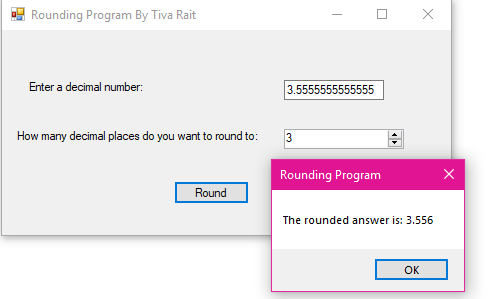 Rounding Program By Tiva Rait
Enter a decimal number:
3.5555555555555
How many decimal places do you want to round to:
3
Round
Rounding Program
The rounded answer is: 3.556
OK